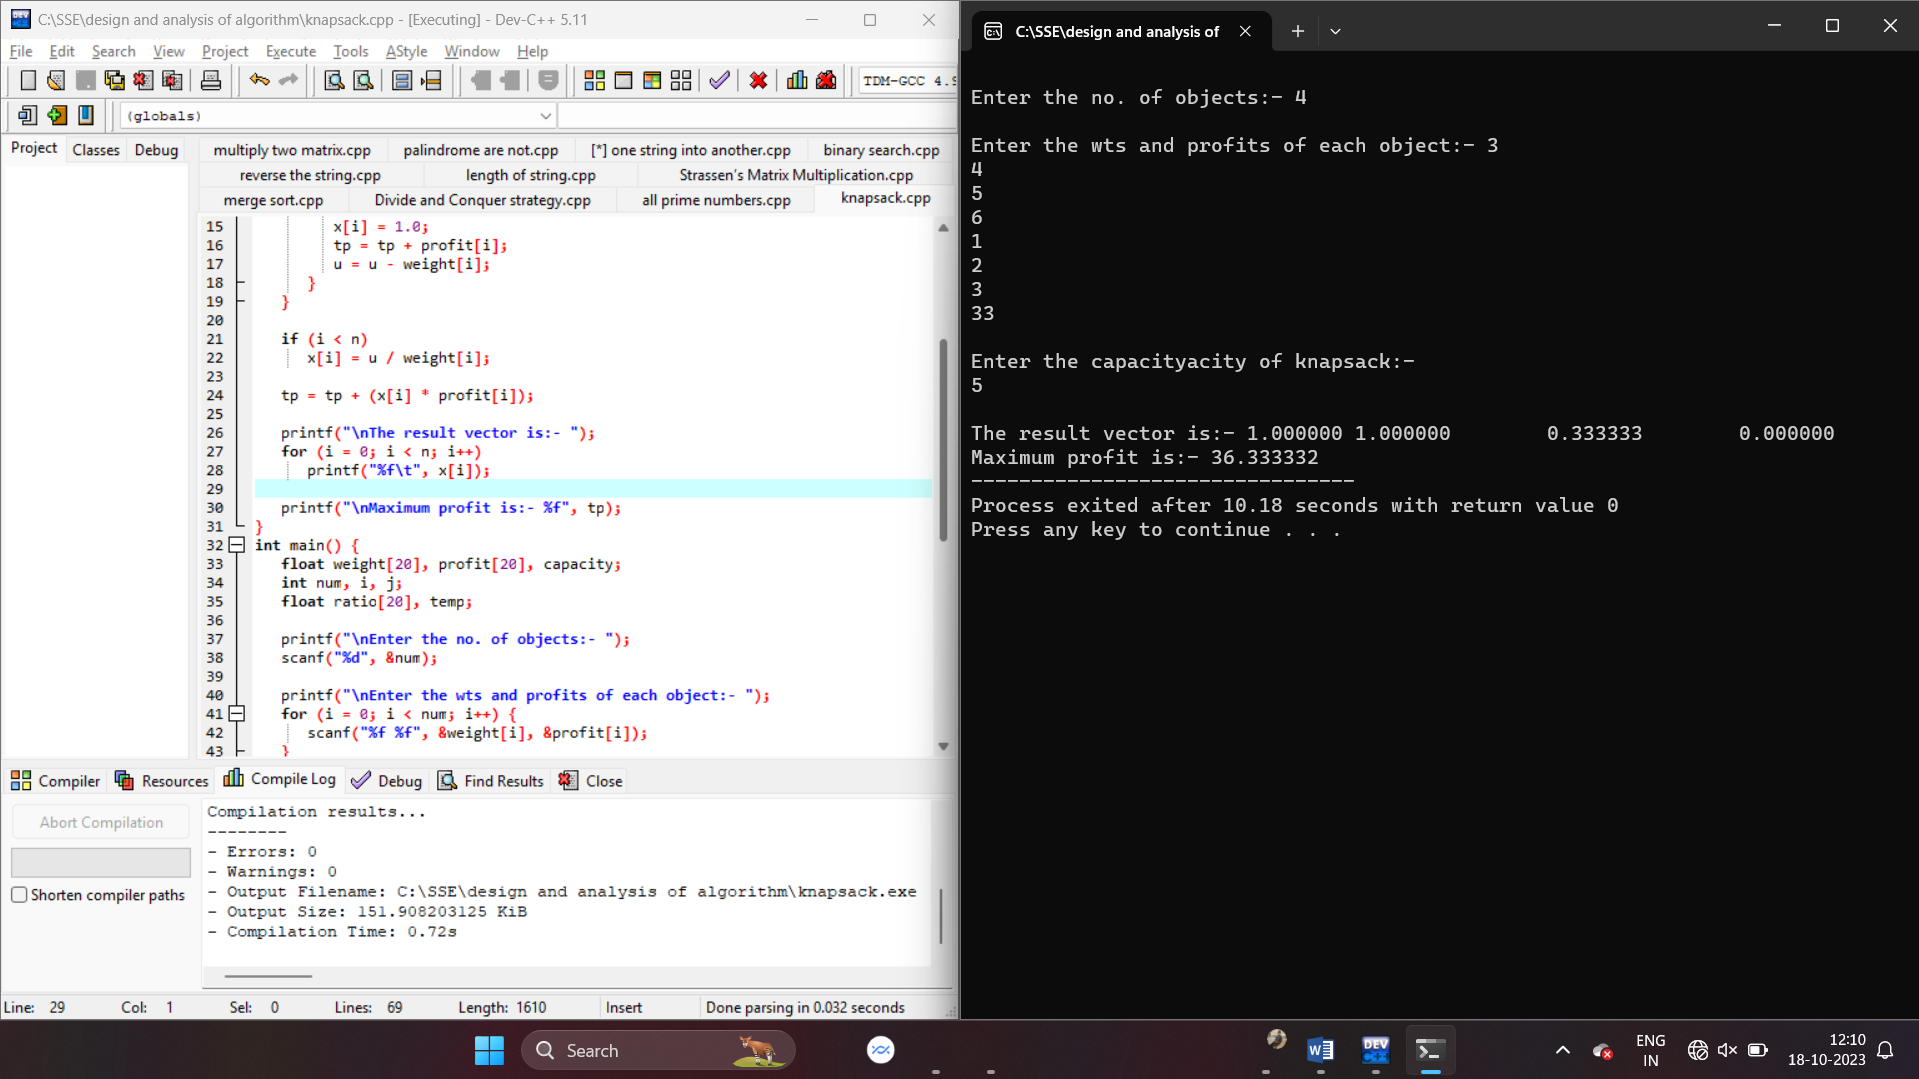 C:\SSE\design and analysis of algorithm\knapsack.cpp - [Executing] - Dev-C++ 5.11
File Edit Search View Project Execute Tools AStyle Window Help
TDM-GCC 4.9
(globals)
Project Classes Debug
multiply two matrix.cpp palindrome are not.cpp [*] one string into another.cpp binary search.cpp
reverse the string.cpp length of string.cpp Strassen's Matrix Multiplication.cpp
merge sort.cpp Divide and Conquer strategy.cpp all prime numbers.cpp knapsack.cpp
15 x[i] = 1.0;
16 tp = tp + profit[i];
17 u = u - weight[i];
18 }
19 }
20
21 if (i < n)
22 x[i] = u / weight[i];
23
24 tp = tp + (x[i] * profit[i]);
25
26 printf("\nThe result vector is:- ");
27 for (i = 0; i < n; i++)
28 printf("%f\t", x[i]);
29
30 printf("\nMaximum profit is:- %f", tp);
31 }
32 int main() {
33 float weight[20], profit[20], capacity;
34 int num, i, j;
35 float ratio[20], temp;
36
37 printf("\nEnter the no. of objects:- ");
38 scanf("%d", &num);
39
40 printf("\nEnter the wts and profits of each object:- ");
41 for (i = 0; i < num; i++) {
42 scanf("%f %f", &weight[i], &profit[i]);
43 }
Compiler Resources Compile Log Debug Find Results Close
Abort Compilation
Shorten compiler paths
Compilation results...
--------
- Errors: 0
- Warnings: 0
- Output Filename: C:\SSE\design and analysis of algorithm\knapsack.exe
- Output Size: 151.908203125 KiB
- Compilation Time: 0.72s
Line: 29 Col: 1 Sel: 0 Lines: 69 Length: 1610 Insert Done parsing in 0.032 seconds
C:\SSE\design and analysis of
Enter the no. of objects:- 4
Enter the wts and profits of each object:- 3
4
5
6
1
2
3
33
Enter the capacityacity of knapsack:-
5
The result vector is:- 1.000000 1.000000 0.333333 0.000000
Maximum profit is:- 36.333332
--------------------------------
Process exited after 10.18 seconds with return value 0
Press any key to continue . . .
Search
W
DEV
C++
ENG
IN
12:10
18-10-2023